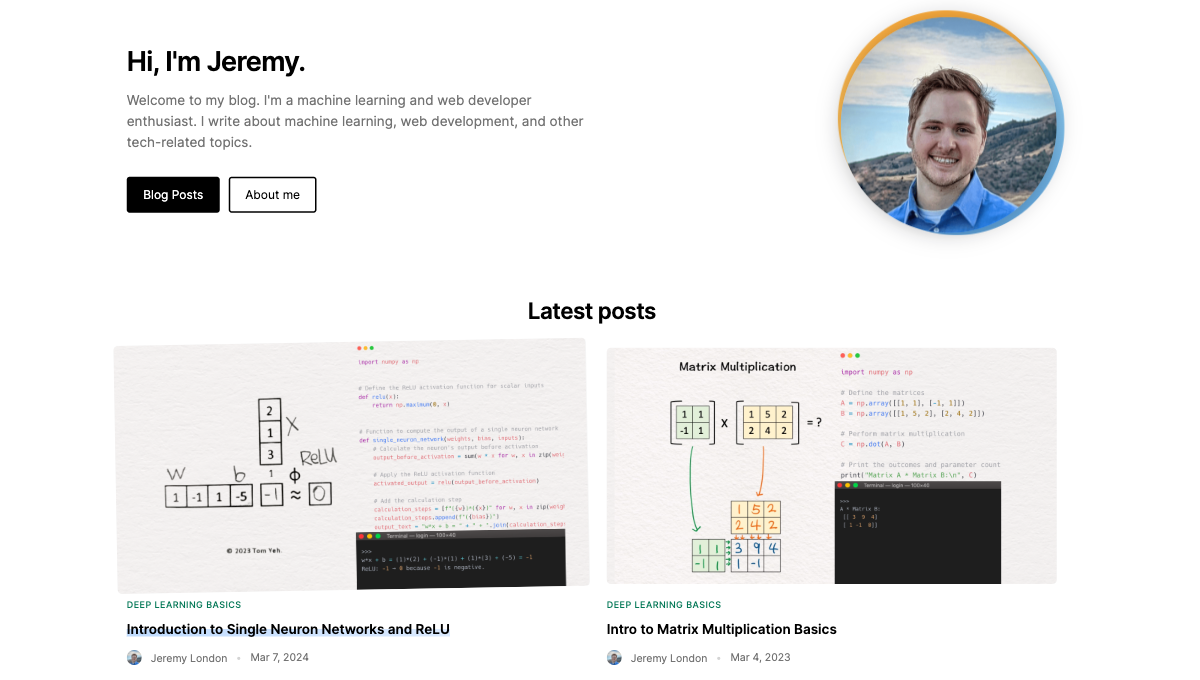 Hi, I'm Jeremy.
Welcome to my blog. I'm a machine learning and web developer
enthusiast. I write about machine learning, web development, and other
tech-related topics.
Blog Posts
About me
Latest posts
2
1
3
X
1
ReLU
w
b
ϕ
1 -1 1 -5 -1 ≈ 0
© 2023 Tom Yeh.
import numpy as np
# Define the ReLU activation function for scalar inputs
def relu(x):
return np.maximum(0, x)
# Function to compute the output of a single neuron network
def single_neuron_network(weights, bias, inputs):
# Calculate the neuron's output before activation
output_before_activation = sum(w * x for w, x in zip(wei
# Apply the ReLU activation function
activated_output = relu(output_before_activation)
# Add the calculation step
calculation_steps = [f"({w})*({x})" for w, x in zip(weigh
calculation_steps.append(f"({bias})")
output_text = "w*x + b = " + " + ".join(calculation_step
Terminal — login — 100×40
>>>
w*x + b = (1)*(2) + (-1)*(1) + (1)*(3) + (-5) = -1
ReLU: -1 → 0 because -1 is negative.
Matrix Multiplication
1 1
-1 1
X
1 5 2
2 4 2
= ?
1 5 2
2 4 2
1 1 3 9 4
-1 1 1 -1
import numpy as np
# Define the matrices
A = np.array([[1, 1], [-1, 1]])
B = np.array([[1, 5, 2], [2, 4, 2]])
# Perform matrix multiplication
C = np.dot(A, B)
# Print the outcomes and parameter count
print("Matrix A * Matrix B:\n", C)
Terminal — login — 100×40
>>>
A * Matrix B:
[[ 3 9 4]
[ 1 -1 0]]
DEEP LEARNING BASICS
Introduction to Single Neuron Networks and ReLU
Jeremy London • Mar 7, 2024
DEEP LEARNING BASICS
Intro to Matrix Multiplication Basics
Jeremy London • Mar 4, 2023